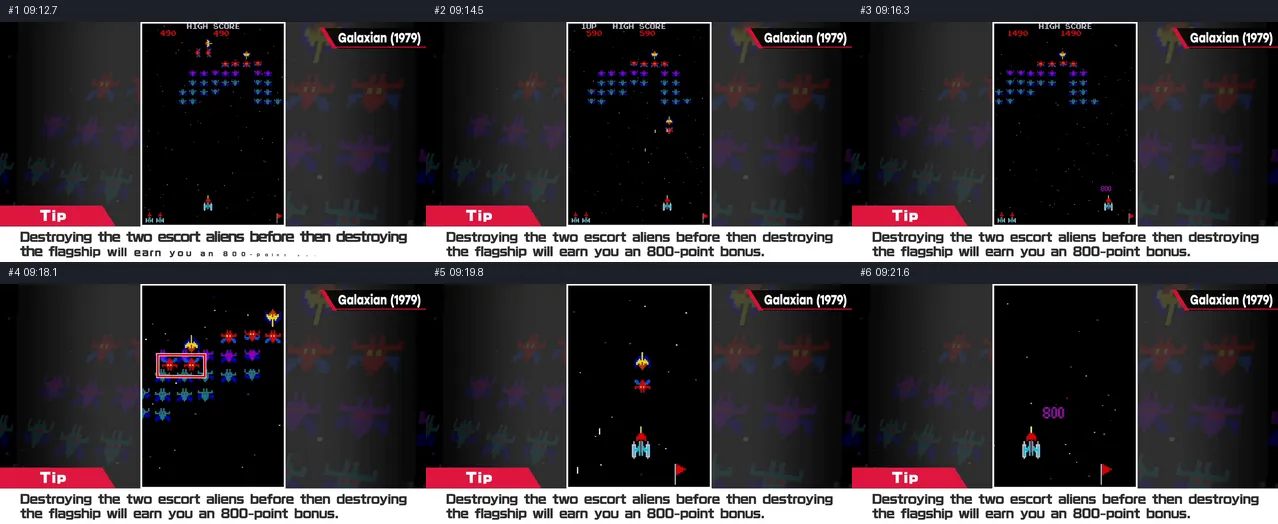 #1 09:12.7
HIGH SCORE
490 490
Galaxian (1979)
Tip
Destroying the two escort aliens before then destroying
the flagship will earn you an 800-point ...
#2 09:14.5
1UP HIGH SCORE
590 590
Galaxian (1979)
Tip
Destroying the two escort aliens before then destroying
the flagship will earn you an 800-point bonus.
#3 09:16.3
HIGH SCORE
1490 1490
Galaxian (1979)
800
Tip
Destroying the two escort aliens before then destroying
the flagship will earn you an 800-point bonus.
#4 09:18.1
Galaxian (1979)
Tip
Destroying the two escort aliens before then destroying
the flagship will earn you an 800-point bonus.
#5 09:19.8
Galaxian (1979)
Tip
Destroying the two escort aliens before then destroying
the flagship will earn you an 800-point bonus.
#6 09:21.6
Galaxian (1979)
800
Tip
Destroying the two escort aliens before then destroying
the flagship will earn you an 800-point bonus.